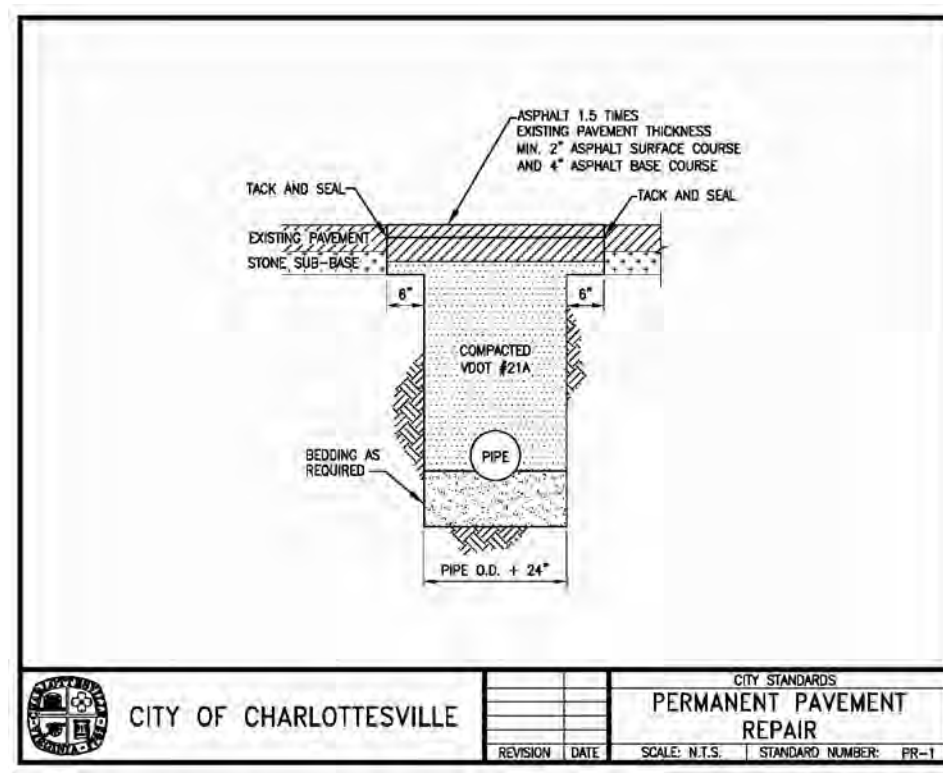 ASPHALT 1.5 TIMES
EXISTING PAVEMENT THICKNESS
MIN. 2" ASPHALT SURFACE COURSE
AND 4" ASPHALT BASE COURSE
TACK AND SEAL
TACK AND SEAL
EXISTING PAVEMENT
STONE SUB-BASE
6"
6"
COMPACTED
VDOT #21A
BEDDING AS
REQUIRED
PIPE
PIPE O.D. + 24"
CITY OF CHARLOTTESVILLE
REVISION DATE
CITY STANDARDS
PERMANENT PAVEMENT
REPAIR
SCALE: N.T.S. STANDARD NUMBER: PR-1